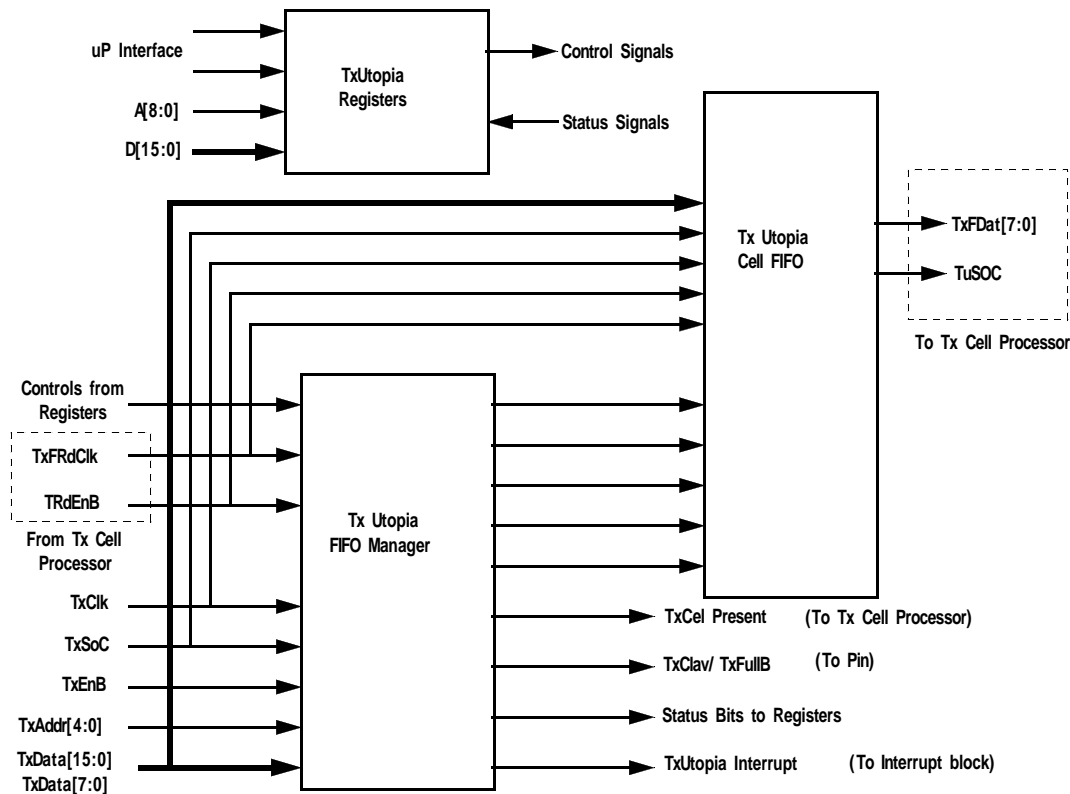 uP Interface
A[8:0]
D[15:0]
TxUtopia
Registers
Control Signals
Status Signals
Tx Utopia
Cell FIFO
TxFDat[7:0]
TuSOC
To Tx Cell Processor
Controls from
Registers
TxFRdClk
TRdEnB
From Tx Cell
Processor
TxClk
TxSoC
TxEnB
TxAddr[4:0]
TxData[15:0]
TxData[7:0]
Tx Utopia
FIFO Manager
TxCel Present (To Tx Cell Processor)
TxClav/ TxFullB (To Pin)
Status Bits to Registers
TxUtopia Interrupt (To Interrupt block)